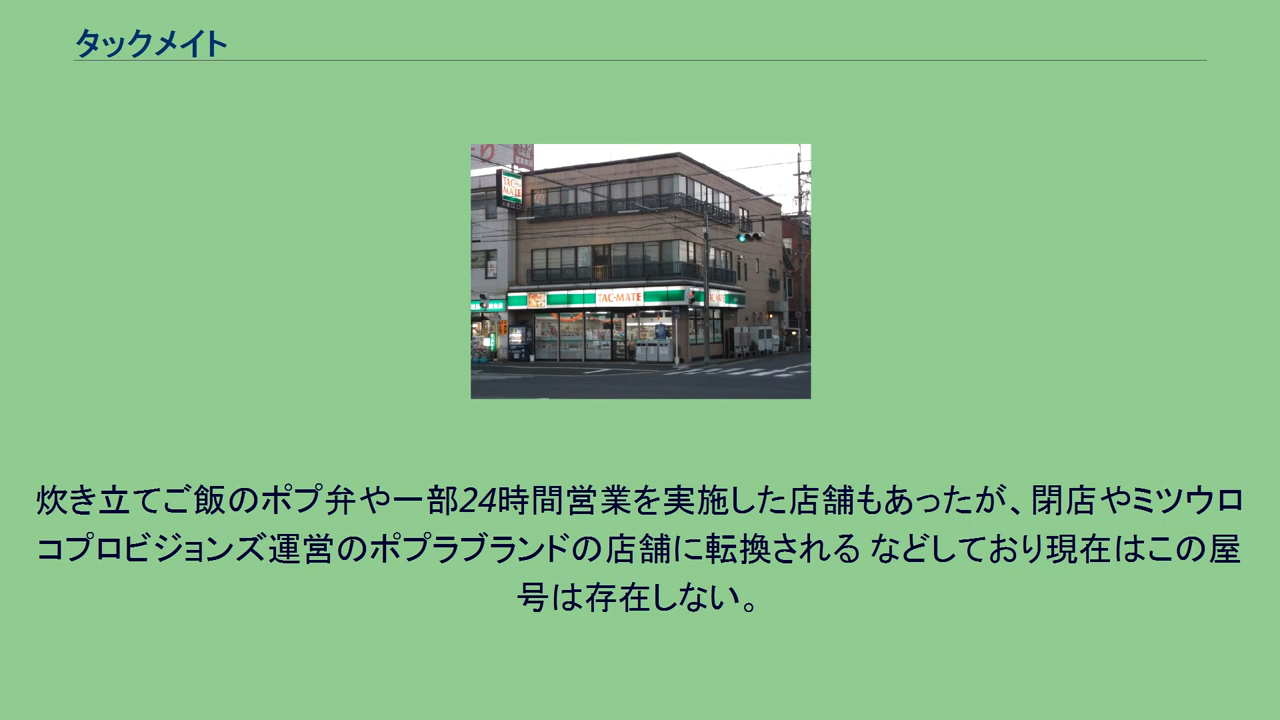 タックメイト
TAC
MATE
TAC-MATE
炊き立てご飯のポプ弁や一部24時間営業を実施した店舗もあったが、閉店やミツウロ
コプロビジョンズ運営のポプラブランドの店舗に転換される などしており現在はこの屋
号は存在しない。